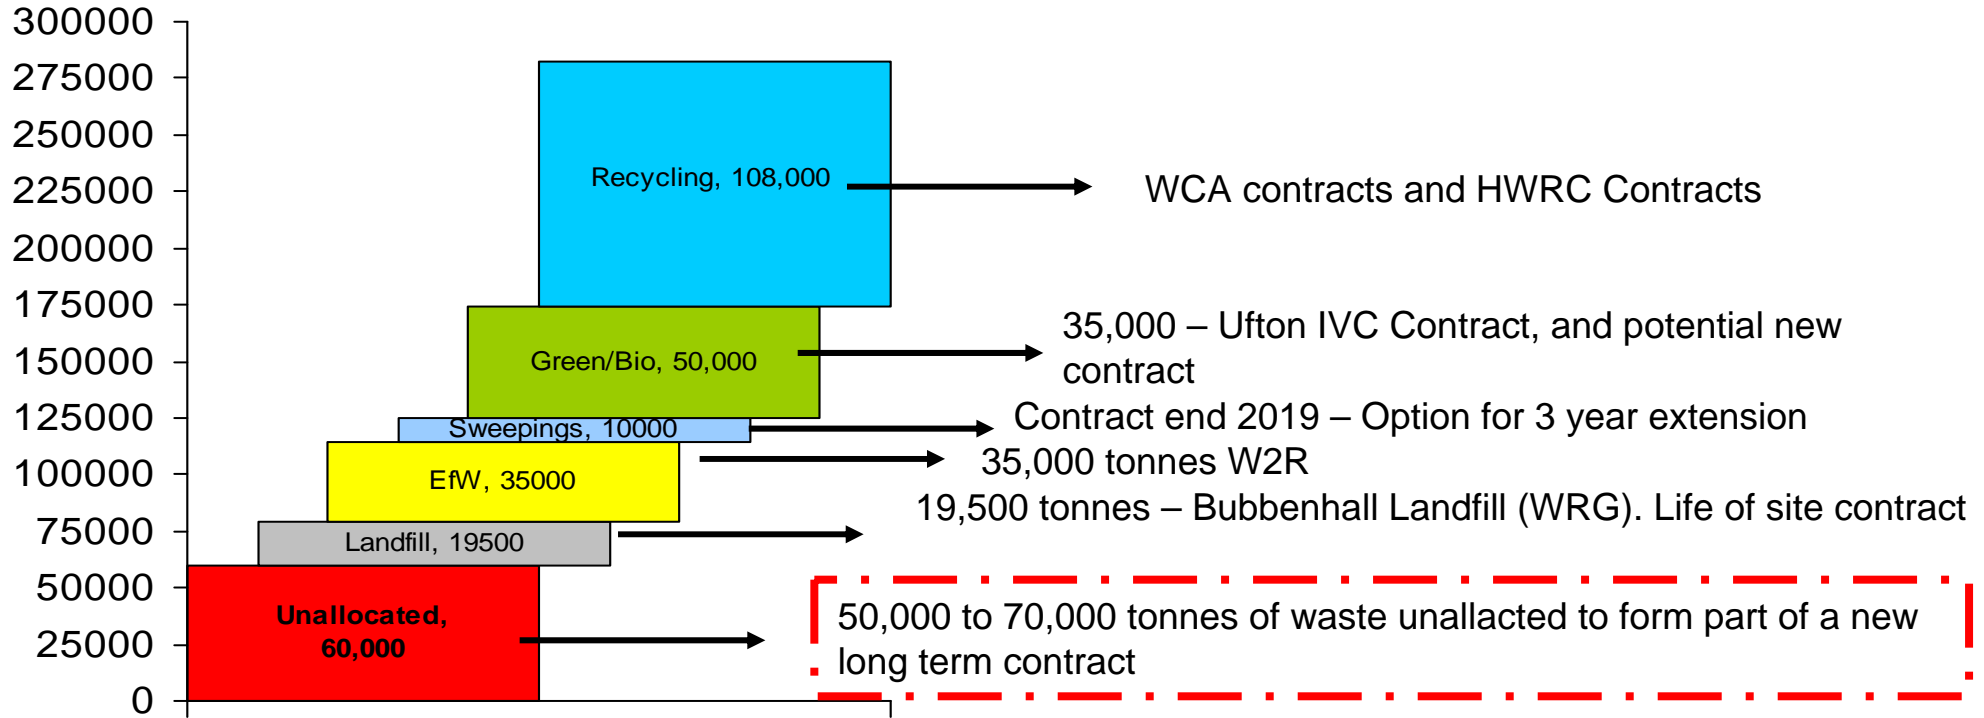 300000
275000
250000
225000
200000
175000
150000
125000
100000
75000
50000
25000
0
Recycling, 108,000
WCA contracts and HWRC Contracts
Green/Bio, 50,000
35,000 – Ufton IVC Contract, and potential new
contract
Sweepings, 10000
Contract end 2019 – Option for 3 year extension
EfW, 35000
35,000 tonnes W2R
Landfill, 19500
19,500 tonnes – Bubbenhall Landfill (WRG). Life of site contract
Unallocated,
60,000
50,000 to 70,000 tonnes of waste unallacted to form part of a new
long term contract